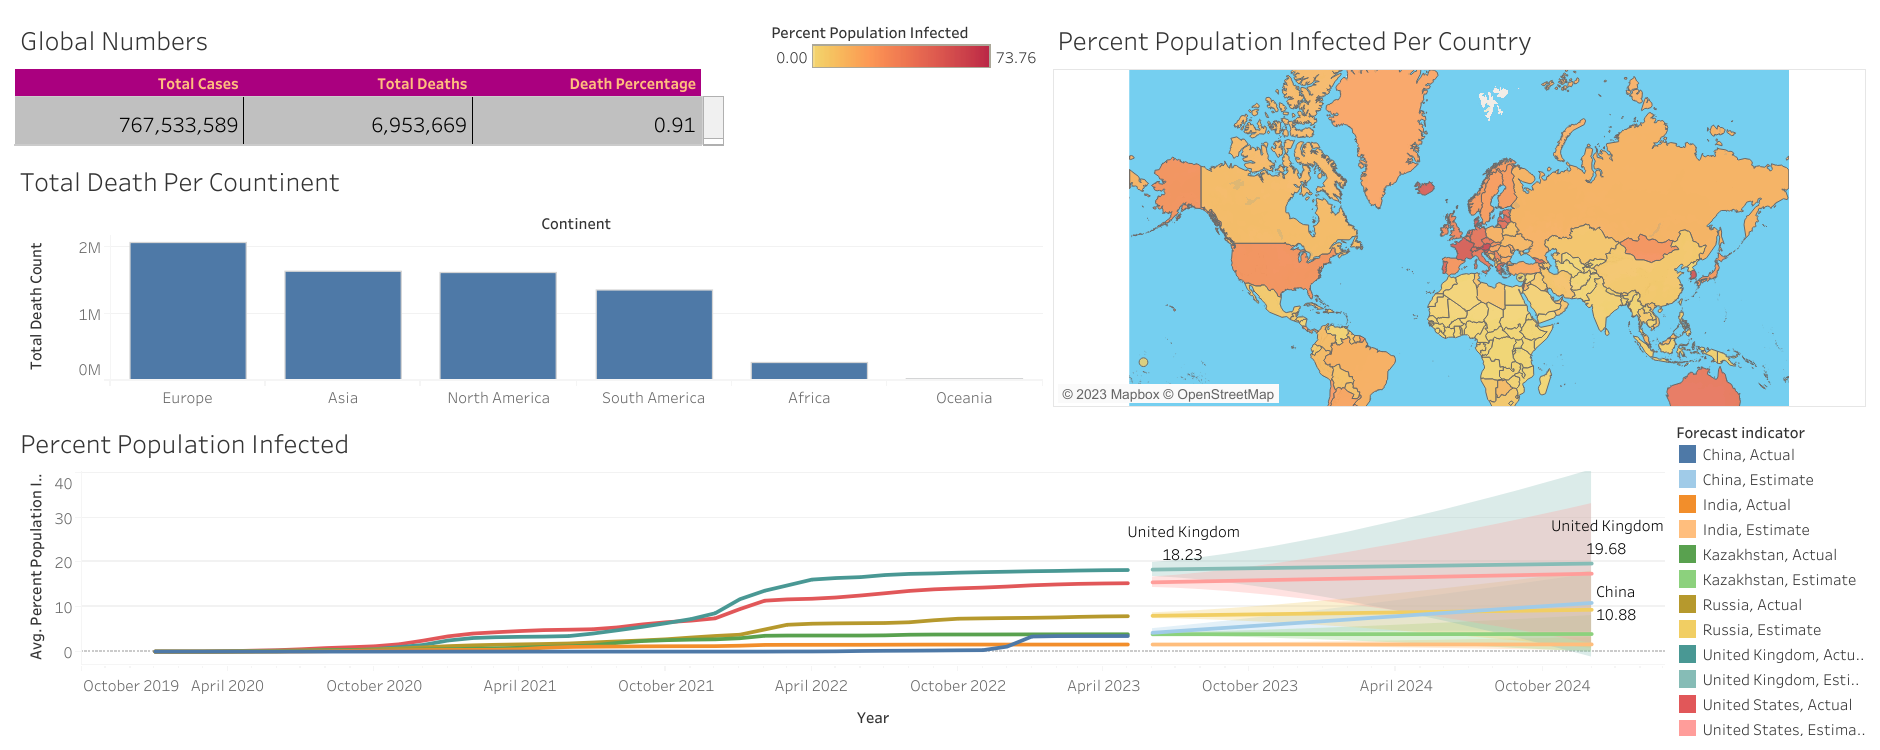 Global Numbers
Total Cases Total Deaths Death Percentage
767,533,589 6,953,669 0.91
Percent Population Infected
0.00 73.76
Percent Population Infected Per Country
© 2023 Mapbox © OpenStreetMap
Total Death Per Countinent
Continent
Total Death Count
2M
1M
0M
Europe Asia North America South America Africa Oceania
Percent Population Infected
Avg. Percent Population I..
40
30
20
10
0
United Kingdom
18.23
United Kingdom
19.68
China
10.88
October 2019 April 2020 October 2020 April 2021 October 2021 April 2022 October 2022 April 2023 October 2023 April 2024 October 2024
Year
Forecast indicator
China, Actual
China, Estimate
India, Actual
India, Estimate
Kazakhstan, Actual
Kazakhstan, Estimate
Russia, Actual
Russia, Estimate
United Kingdom, Actu..
United Kingdom, Esti..
United States, Actual
United States, Estima..